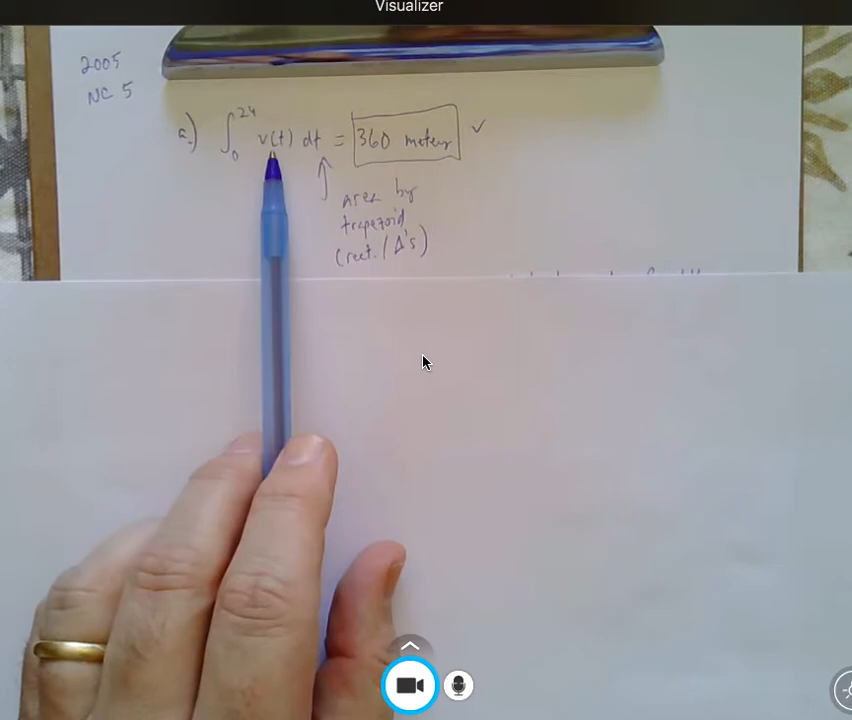 Visualizer
2005
NC 5
a.) ∫₀²⁴ v(t) dt = 360 meters ✓
area by
trapezoid
(rect./Δ's)